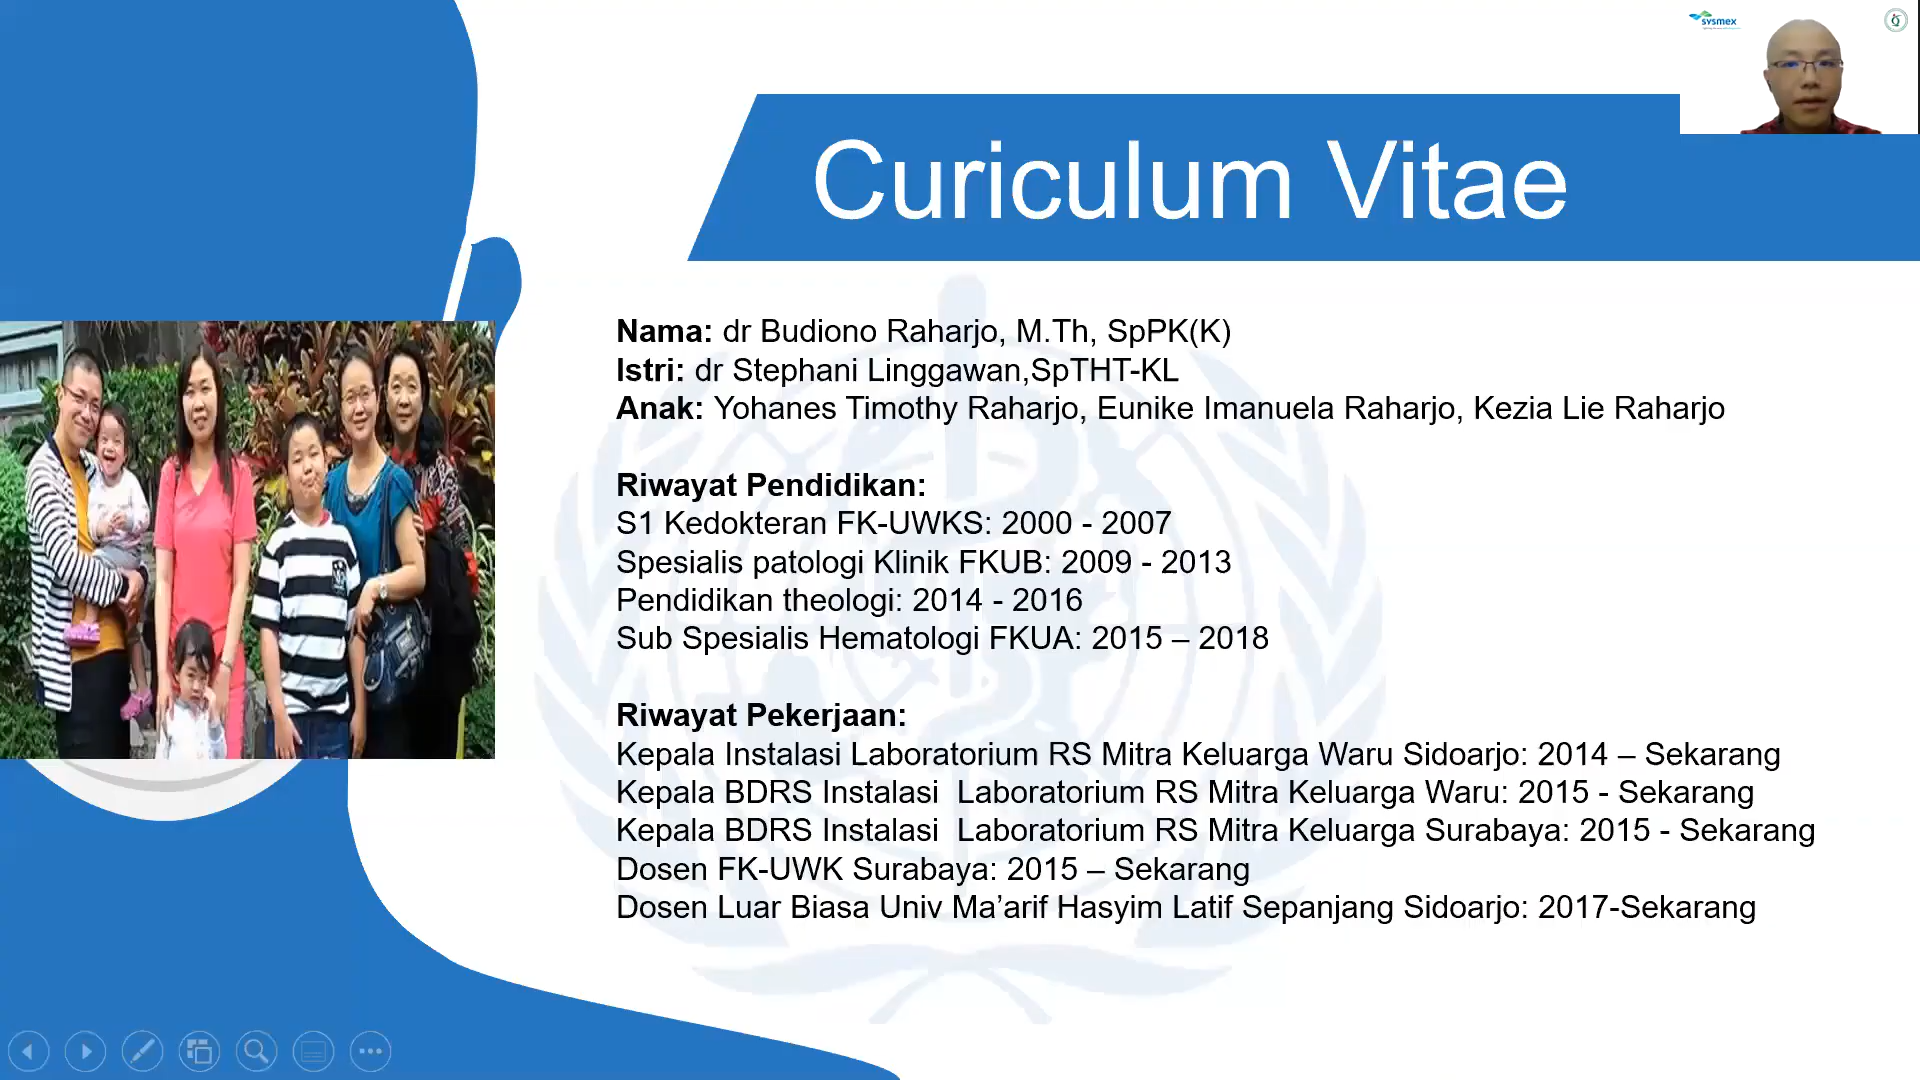 sysmex
Curiculum Vitae
Nama: dr Budiono Raharjo, M.Th, SpPK(K)
Istri: dr Stephani Linggawan,SpTHT-KL
Anak: Yohanes Timothy Raharjo, Eunike Imanuela Raharjo, Kezia Lie Raharjo
Riwayat Pendidikan:
S1 Kedokteran FK-UWKS: 2000 - 2007
Spesialis patologi Klinik FKUB: 2009 - 2013
Pendidikan theologi: 2014 - 2016
Sub Spesialis Hematologi FKUA: 2015 – 2018
Riwayat Pekerjaan:
Kepala Instalasi Laboratorium RS Mitra Keluarga Waru Sidoarjo: 2014 – Sekarang
Kepala BDRS Instalasi  Laboratorium RS Mitra Keluarga Waru: 2015 - Sekarang
Kepala BDRS Instalasi  Laboratorium RS Mitra Keluarga Surabaya: 2015 - Sekarang
Dosen FK-UWK Surabaya: 2015 – Sekarang
Dosen Luar Biasa Univ Ma’arif Hasyim Latif Sepanjang Sidoarjo: 2017-Sekarang